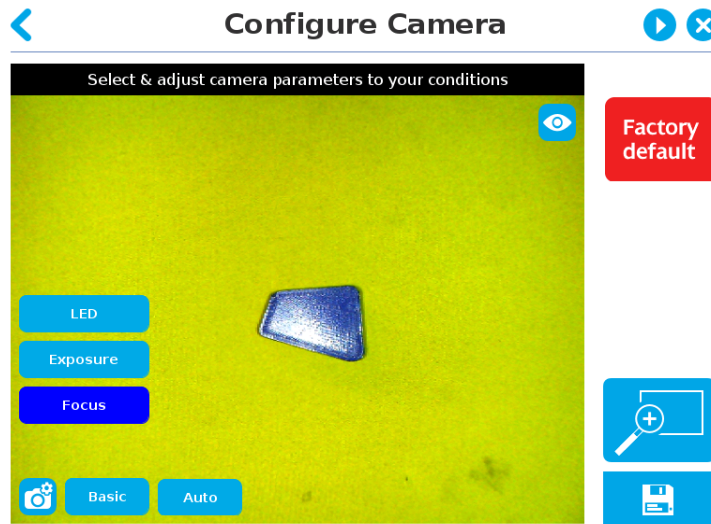 Configure Camera
Select & adjust camera parameters to your conditions
Factory
default
LED
Exposure
Focus
Basic
Auto